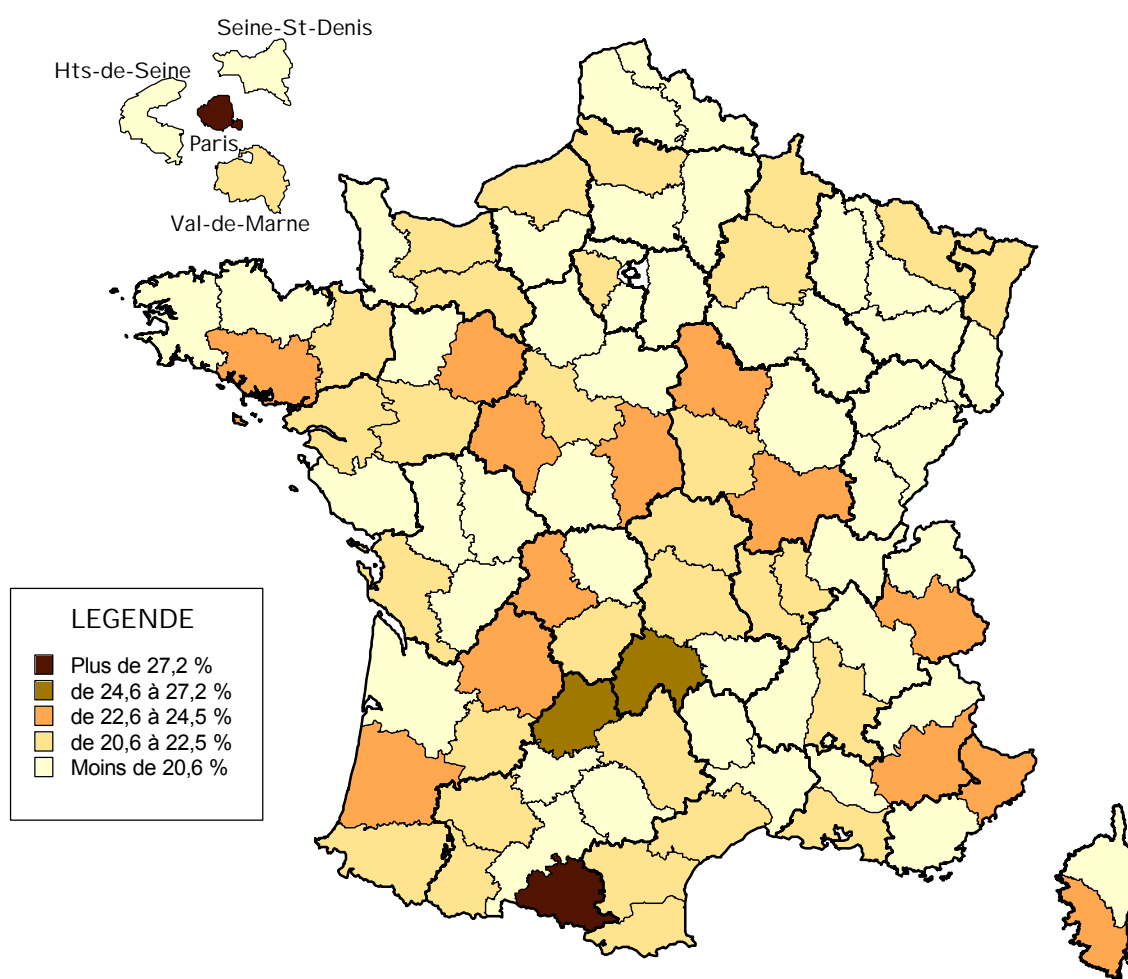 Seine-St-Denis
Hts-de-Seine
Paris
Val-de-Marne
LEGENDE
Plus de 27,2 %
de 24,6 à 27,2 %
de 22,6 à 24,5 %
de 20,6 à 22,5 %
Moins de 20,6 %